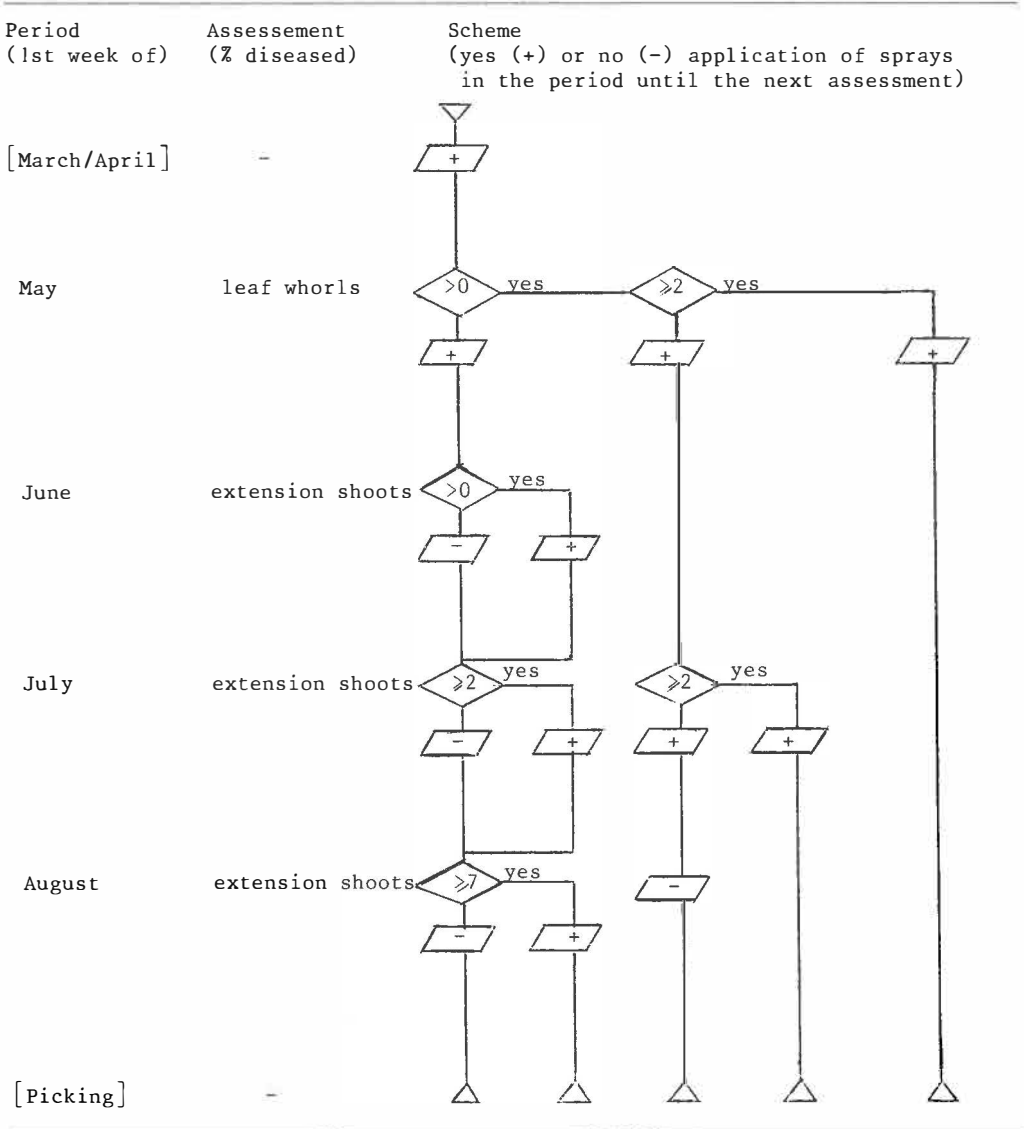 Period Assessement Scheme
(1st week of) (% diseased) (yes (+) or no (-) application of sprays
in the period until the next assessment)
[March/April] - +
May leaf whorls >0 yes ⩾2 yes
+ + +
June extension shoots >0 yes
- +
July extension shoots ⩾2 yes ⩾2 yes
- + + +
August extension shoots ⩾7 yes -
- +
[Picking] -